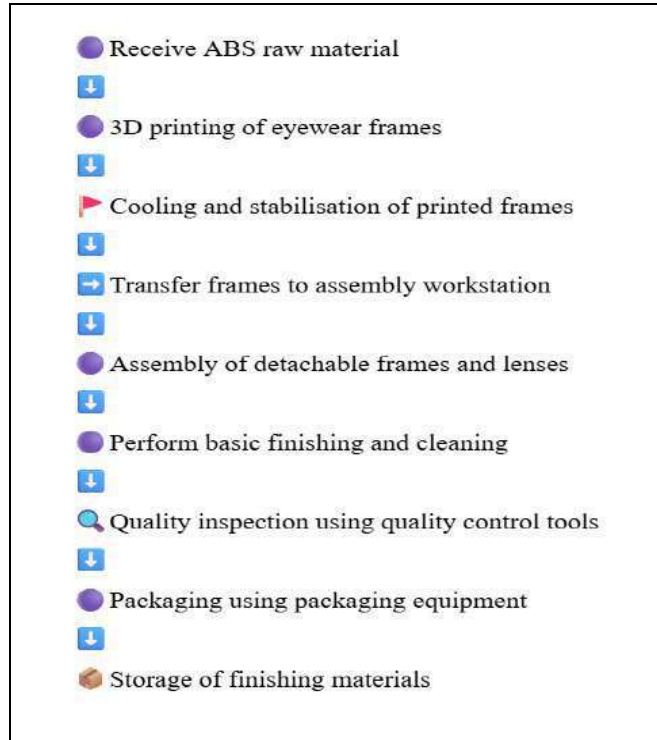 Receive ABS raw material
3D printing of eyewear frames
Cooling and stabilisation of printed frames
Transfer frames to assembly workstation
Assembly of detachable frames and lenses
Perform basic finishing and cleaning
Quality inspection using quality control tools
Packaging using packaging equipment
Storage of finishing materials